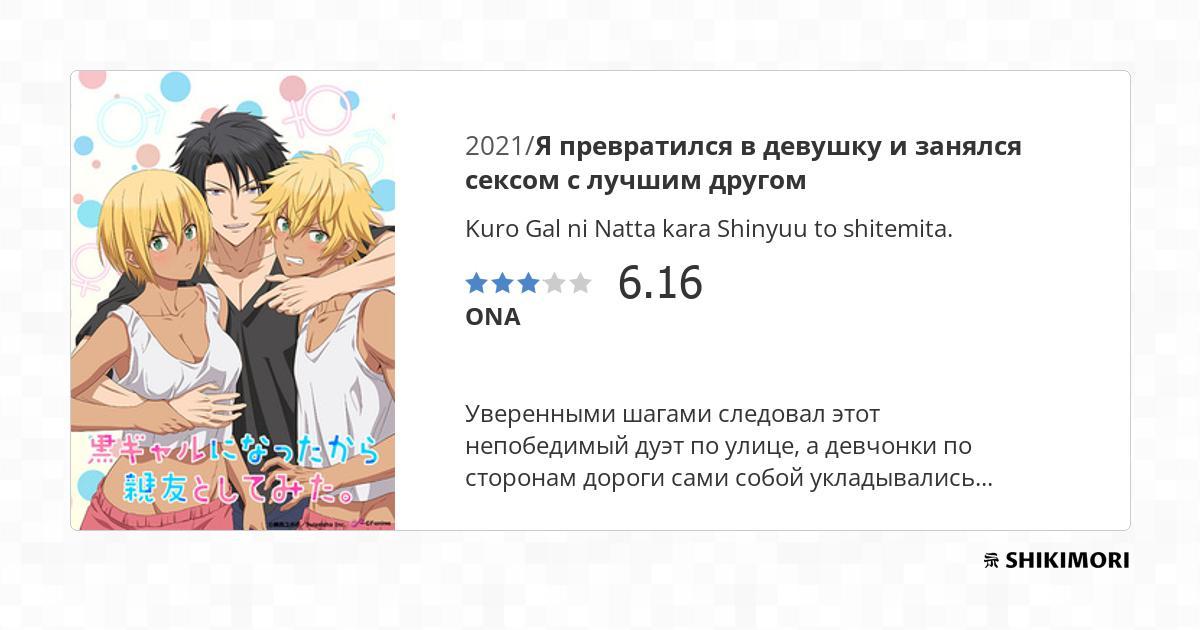 2021/Я превратился в девушку и занялся
сексом с лучшим другом
Kuro Gal ni Natta kara Shinyuu to shitemita.
6.16
ONA
Уверенными шагами следовал этот
непобедимый дуэт по улице, а девчонки по
сторонам дороги сами собой укладывались...
黒ギャルになったから
親友としてみた。
SHIKIMORI